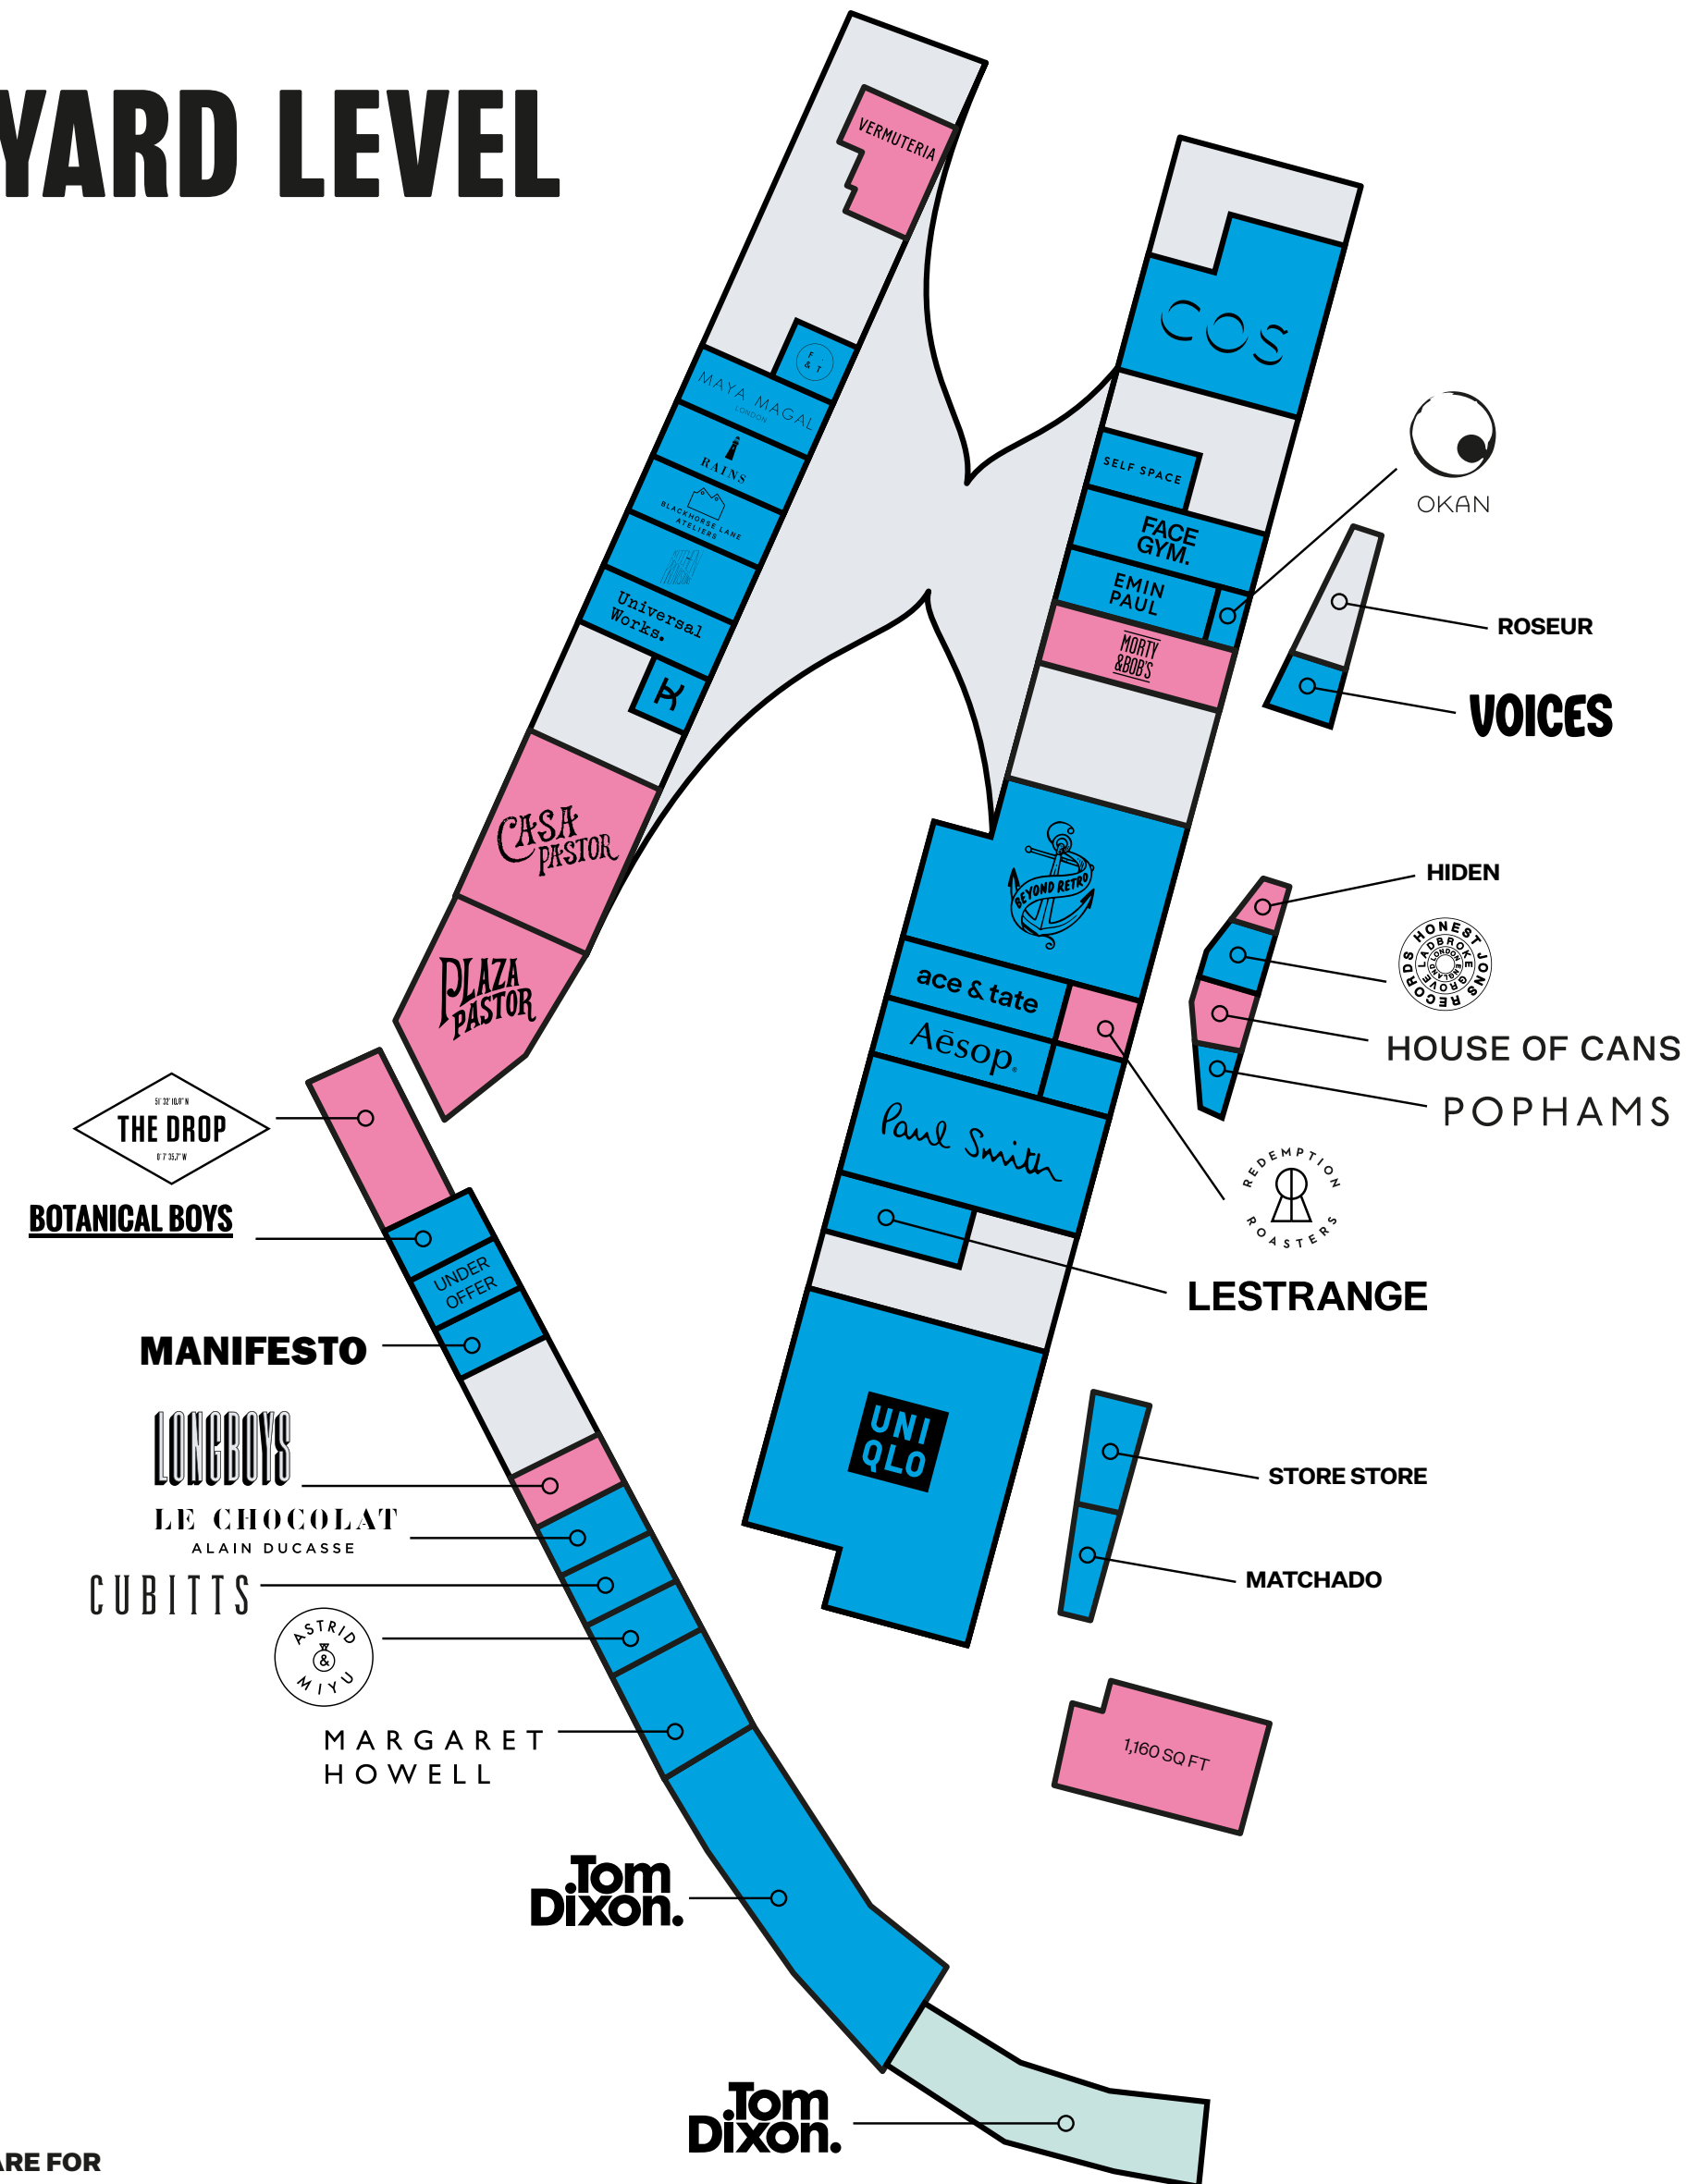 YARD LEVEL
VERMUTERIA
F.
& T
MAYA MAGAL
LONDON
RAINS
BLACKHORSE LANE
ATELIERS
Universal
Works.
CASA
PASTOR
PLAZA
PASTOR
COS
SELF SPACE
FACE
GYM.
EMIN
PAUL
MORTY
&BOB'S
OKAN
ROSEUR
VOICES
BEYOND RETRO
ace & tate
Aēsop.
Paul Smith
HIDEN
HONEST JONS RECORDS
LADBROKE GROVE
LONDON ENGLAND
HOUSE OF CANS
POPHAMS
REDEMPTION
ROASTERS
LESTRANGE
UNI
QLO
STORE STORE
MATCHADO
1,160 SQ FT
THE DROP
BOTANICAL BOYS
UNDER
OFFER
MANIFESTO
LONGBOYS
LE CHOCOLAT
ALAIN DUCASSE
CUBITTS
ASTRID
&
MIYU
MARGARET
HOWELL
Tom
Dixon.
Tom
Dixon.
ARE FOR